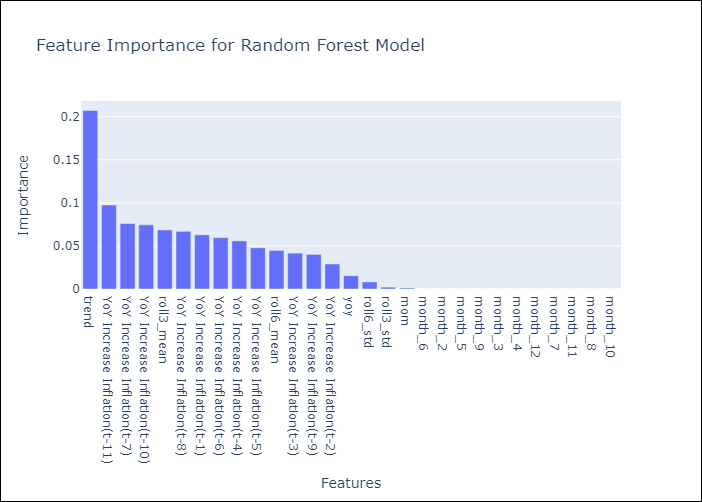 Feature Importance for Random Forest Model
Importance
0.2
0.15
0.1
0.05
0
trend
YoY Increase Inflation(t-11)
YoY Increase Inflation(t-7)
YoY Increase Inflation(t-10)
roll3_mean
YoY Increase Inflation(t-8)
YoY Increase Inflation(t-1)
YoY Increase Inflation(t-6)
YoY Increase Inflation(t-4)
YoY Increase Inflation(t-5)
roll6_mean
YoY Increase Inflation(t-3)
YoY Increase Inflation(t-9)
YoY Increase Inflation(t-2)
yoy
roll6_std
roll3_std
mom
month_6
month_2
month_5
month_9
month_3
month_4
month_12
month_7
month_11
month_8
month_10
Features